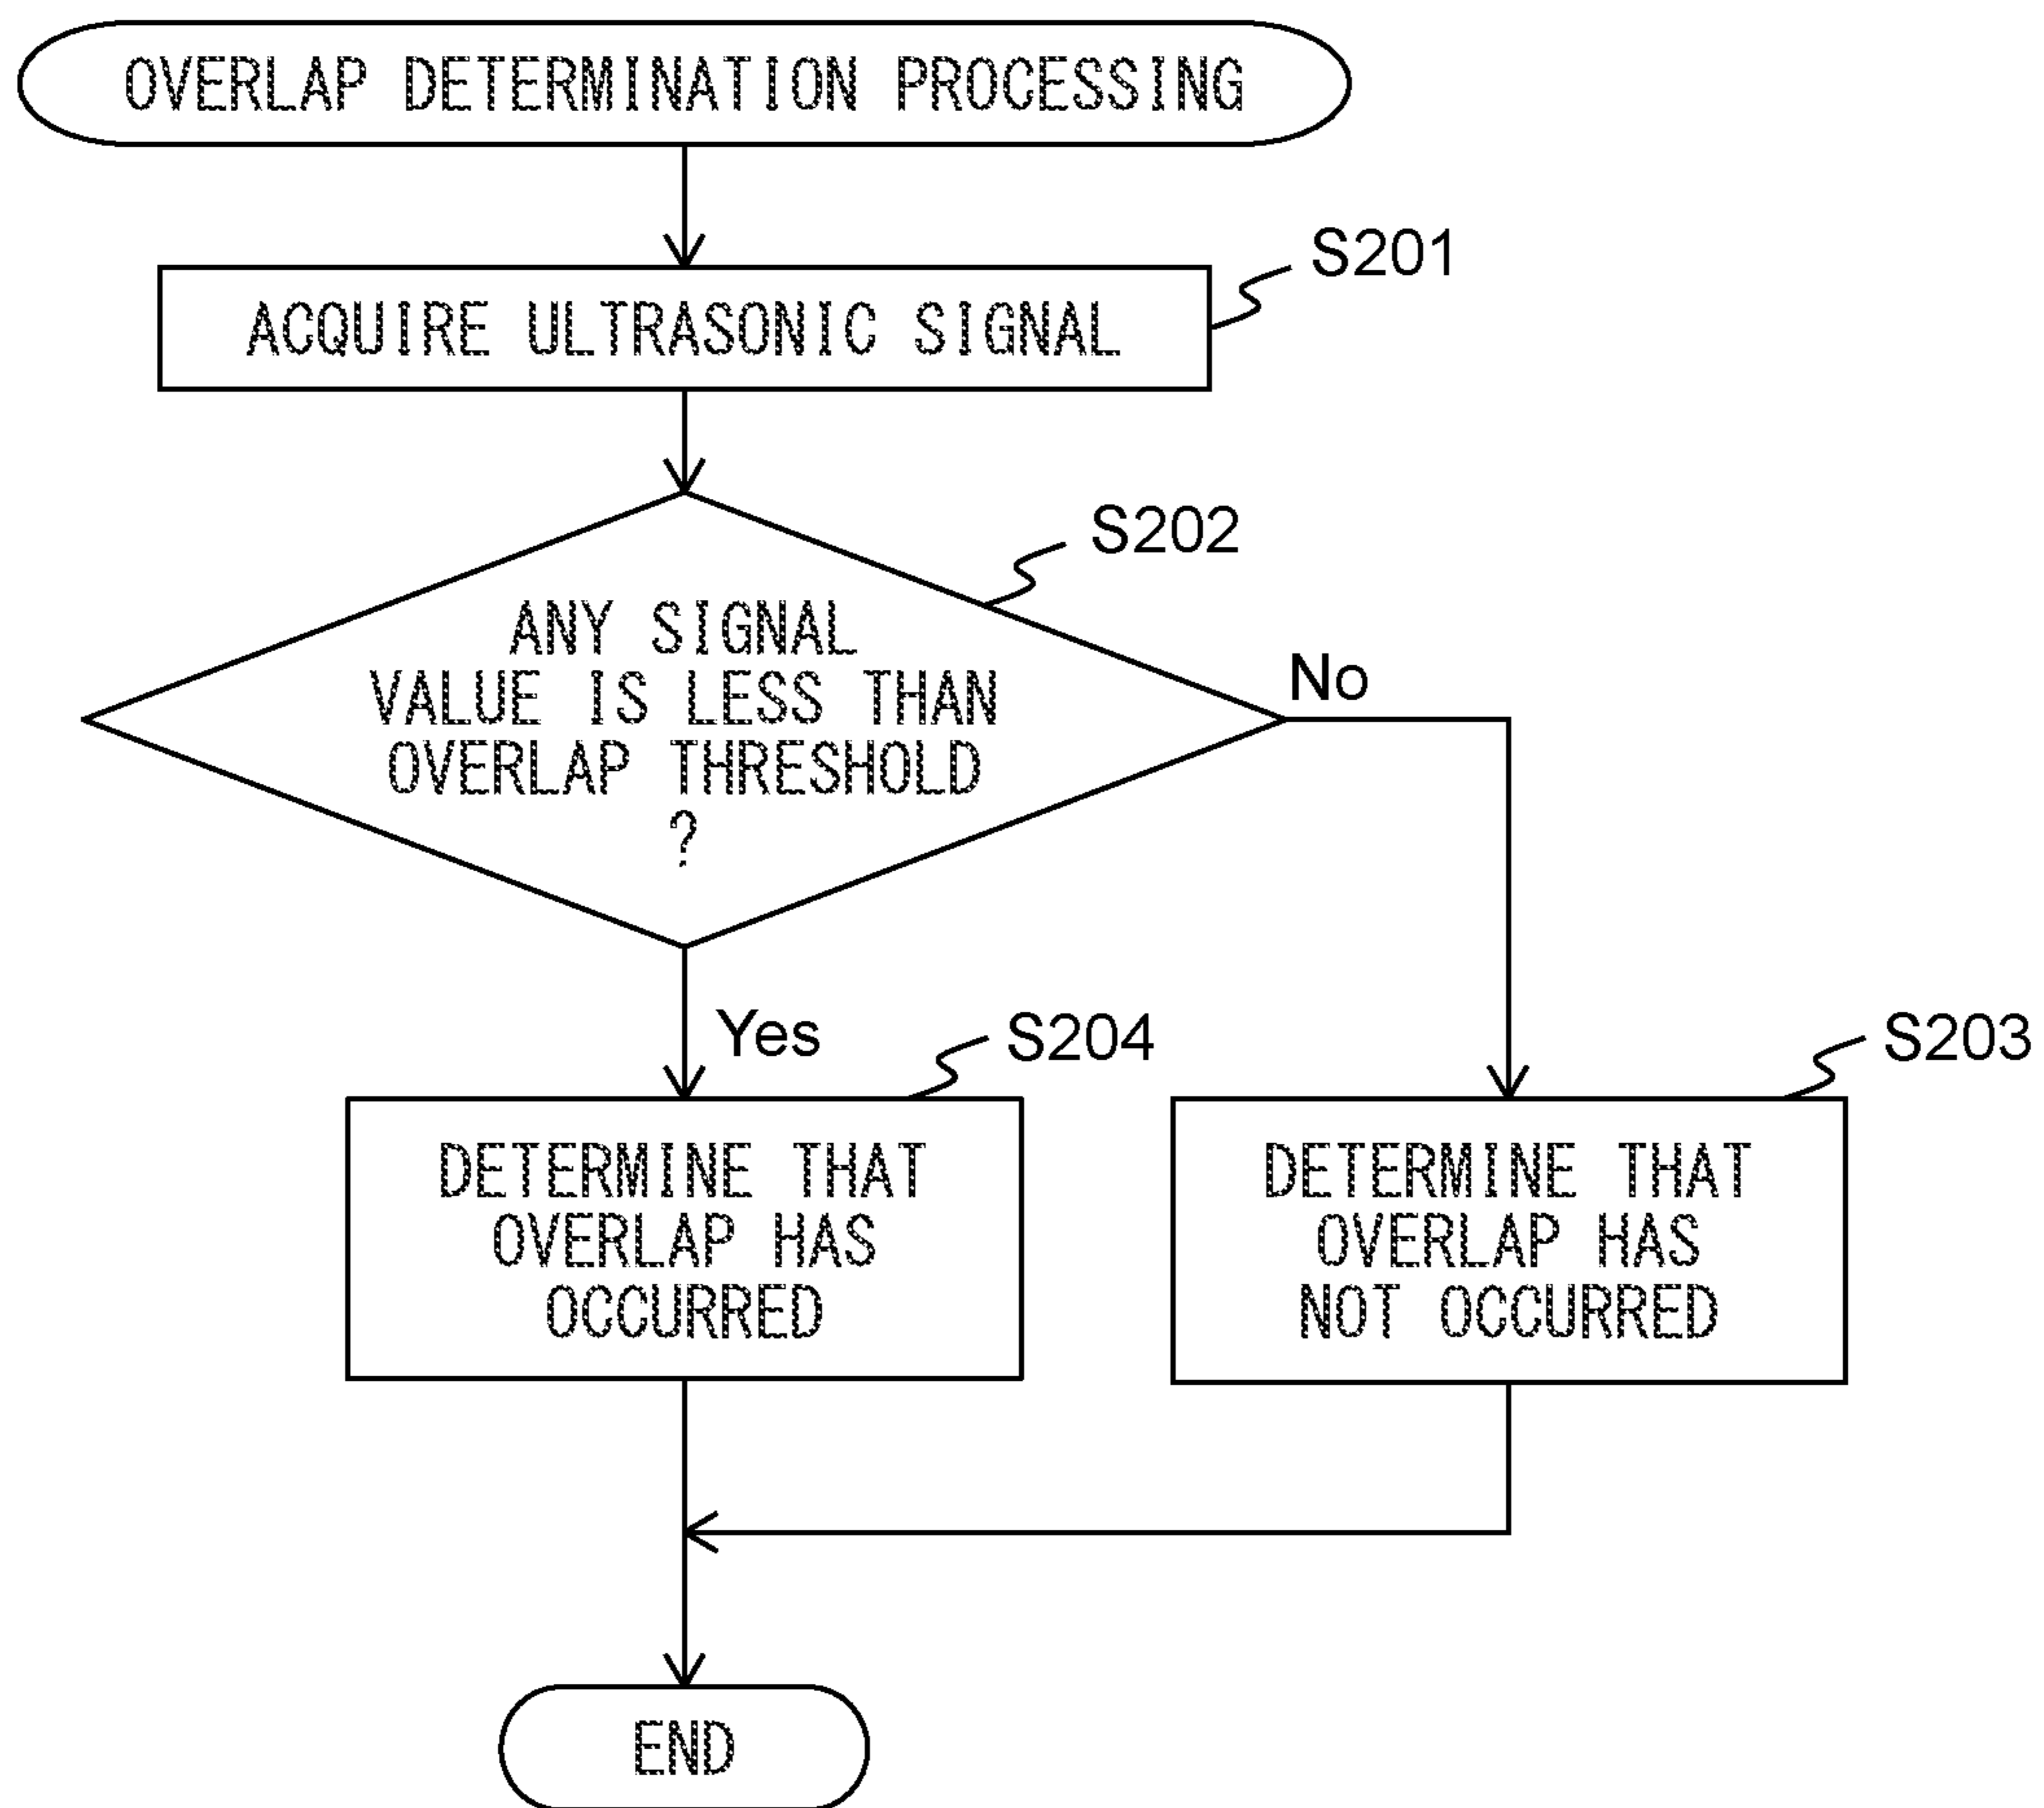 OVERLAP DETERMINATION PROCESSING
S201
ACQUIRE ULTRASONIC SIGNAL
S202
ANY SIGNAL
VALUE IS LESS THAN
OVERLAP THRESHOLD
?
No
Yes
S204
S203
DETERMINE THAT
OVERLAP HAS
OCCURRED
DETERMINE THAT
OVERLAP HAS
NOT OCCURRED
END